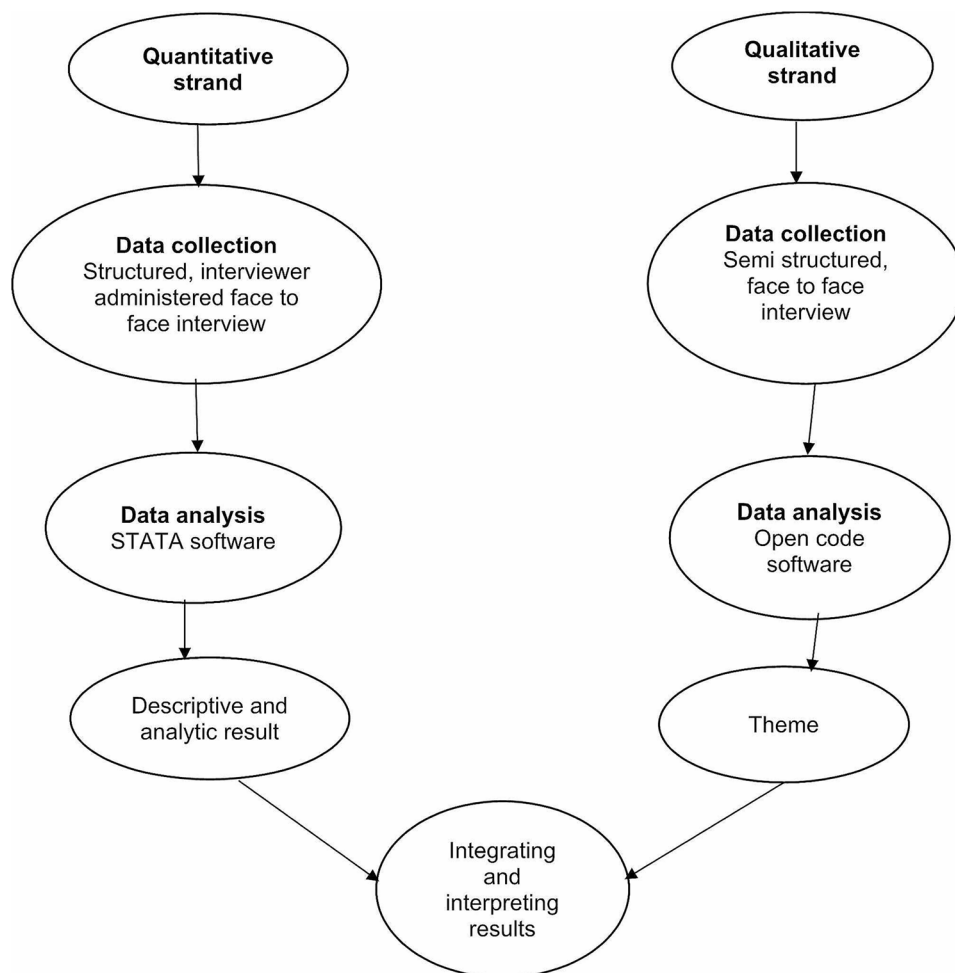 Quantitative
strand
Data collection
Structured, interviewer
administered face to
face interview
Data analysis
STATA software
Descriptive and
analytic result
Qualitative
strand
Data collection
Semi structured,
face to face
interview
Data analysis
Open code
software
Theme
Integrating
and
interpreting
results